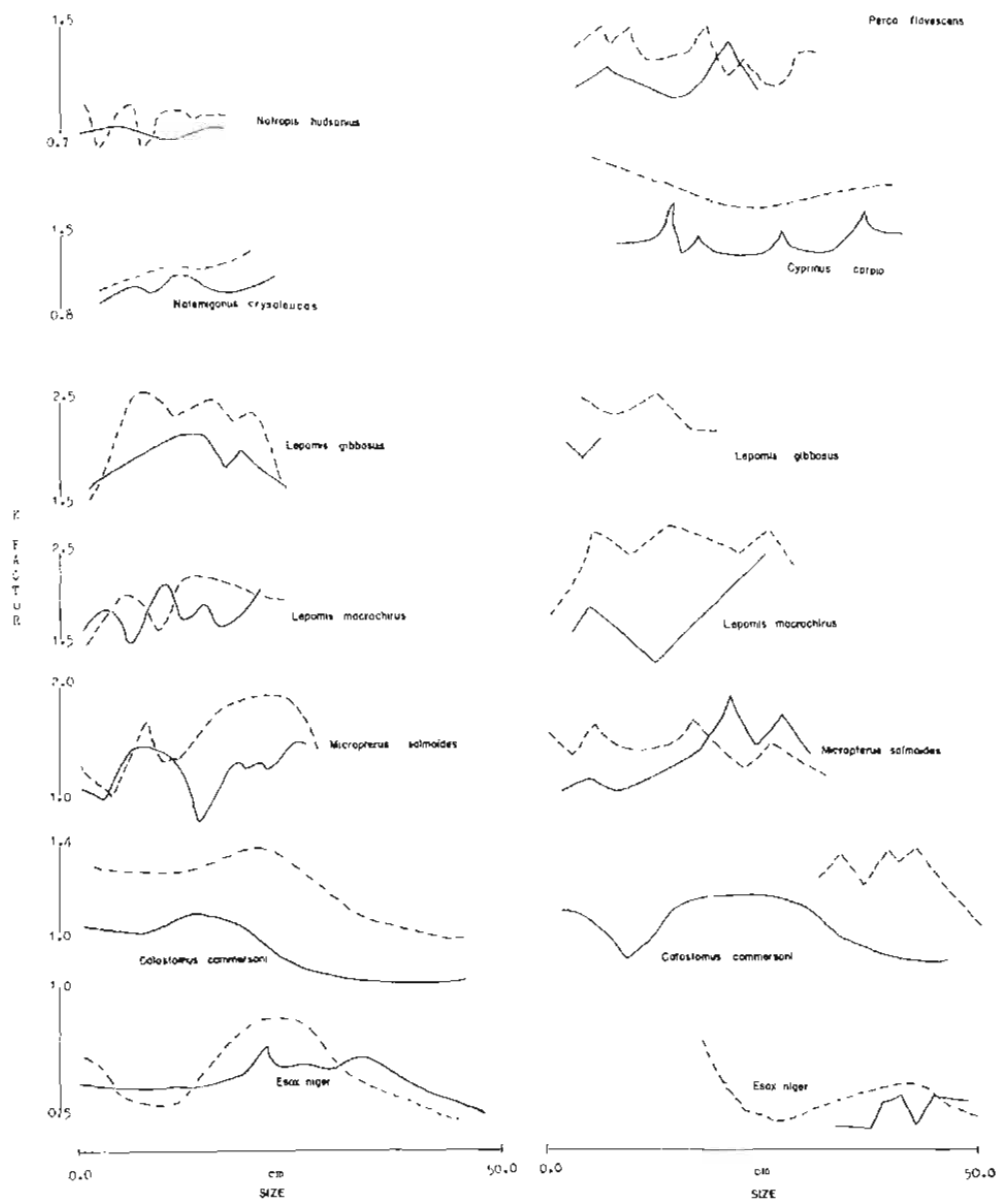 1.5
Perca flavescens
Notropis hudsonius
0.7
1.5
Cyprinus carpio
Notemigonus crysoleucas
0.8
2.5
Lepomis gibbosus
Lepomis gibbosus
1.5
K FACTOR
2.5
Lepomis macrochirus
Lepomis macrochirus
1.5
2.0
Micropterus salmoides
Micropterus salmoides
1.0
1.4
1.0
Catostomus commersoni
Catostomus commersoni
1.0
Esox niger
Esox niger
0.5
0.0 cm 50.0
0.0 cm 50.0
SIZE
SIZE